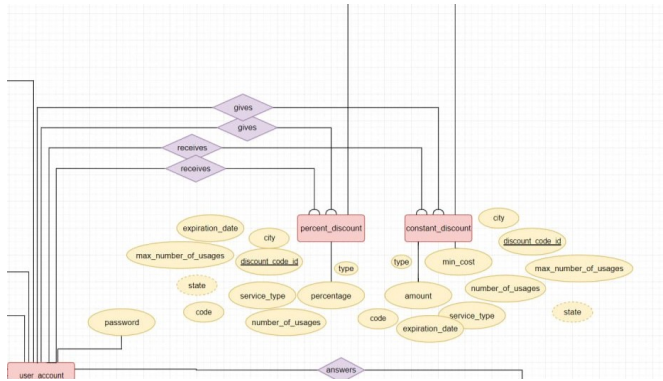 gives
gives
receives
receives
percent_discount
constant_discount
expiration_date
city
max_number_of_usages
discount_code_id
type
state
service_type
percentage
code
number_of_usages
password
city
discount_code_id
type
min_cost
max_number_of_usages
number_of_usages
amount
state
code
service_type
expiration_date
user_account
answers